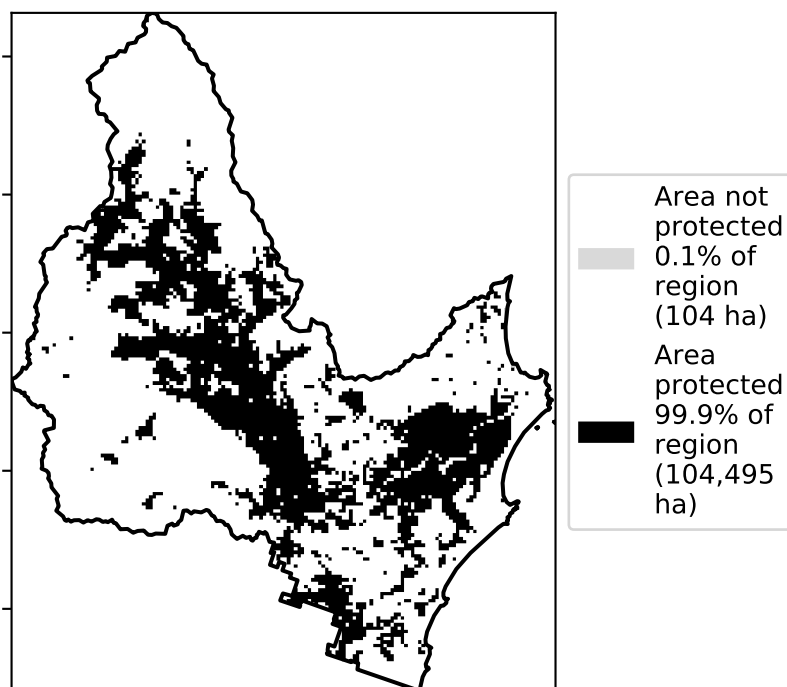 Area not
protected
0.1% of
region
(104 ha)
Area
protected
99.9% of
region
(104,495
ha)